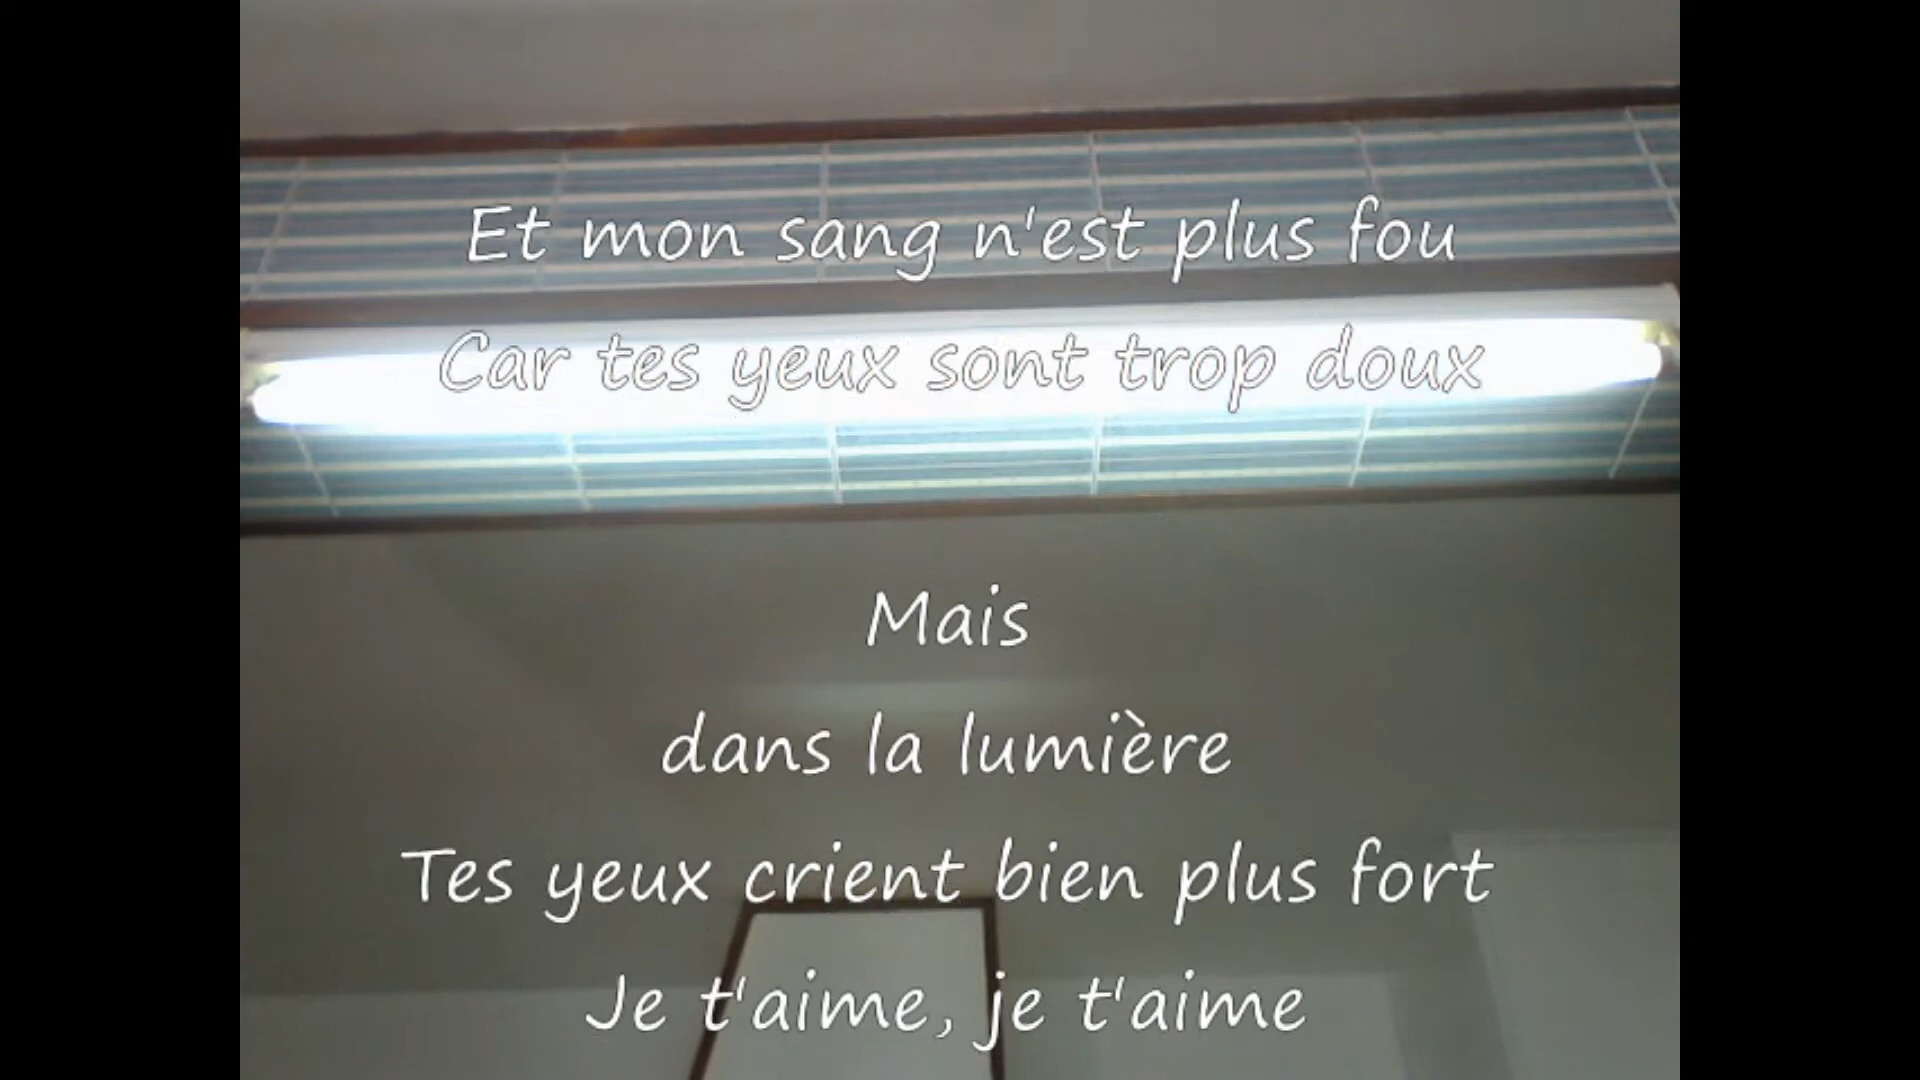 Et mon sang n'est plus fou
Car tes yeux sont trop doux
Mais
dans la lumière
Tes yeux crient bien plus fort
Je t'aime, je t'aime